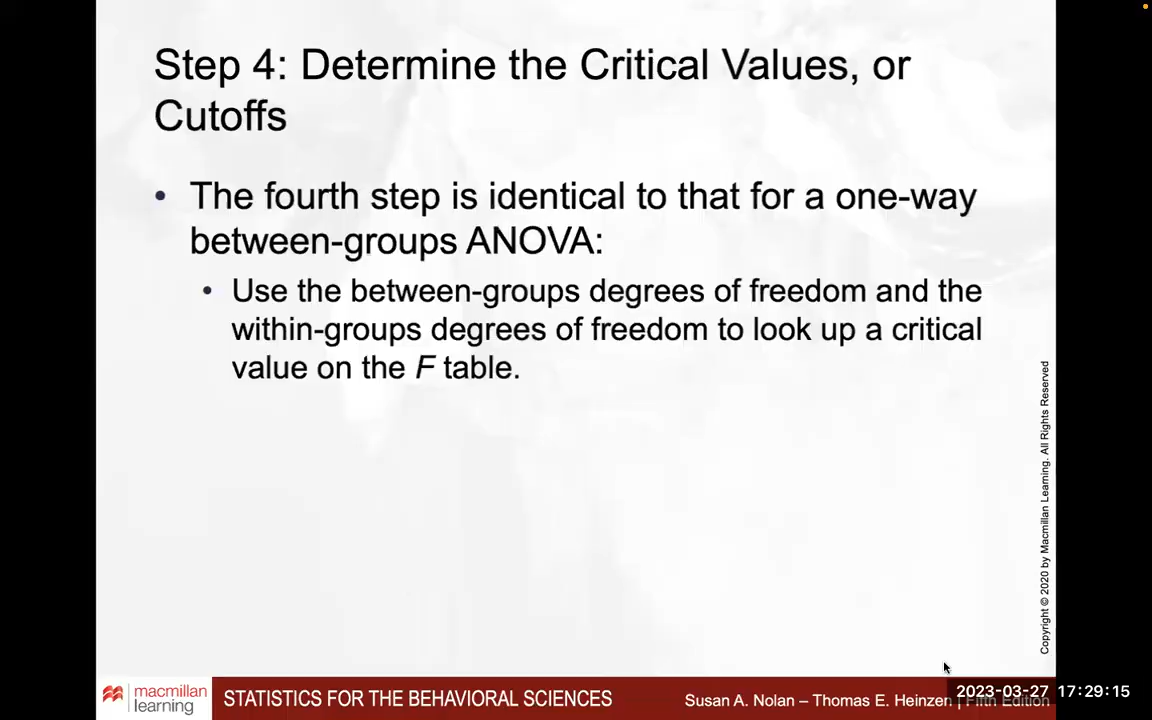 Step 4: Determine the Critical Values, or
Cutoffs
• The fourth step is identical to that for a one-way
between-groups ANOVA:
• Use the between-groups degrees of freedom and the
within-groups degrees of freedom to look up a critical
value on the F table.
Copyright © 2020 by Macmillan Learning. All Rights Reserved
macmillan
learning
STATISTICS FOR THE BEHAVIORAL SCIENCES
Susan A. Nolan – Thomas E. Heinzen | Fifth Edition
2023-03-27 17:29:15